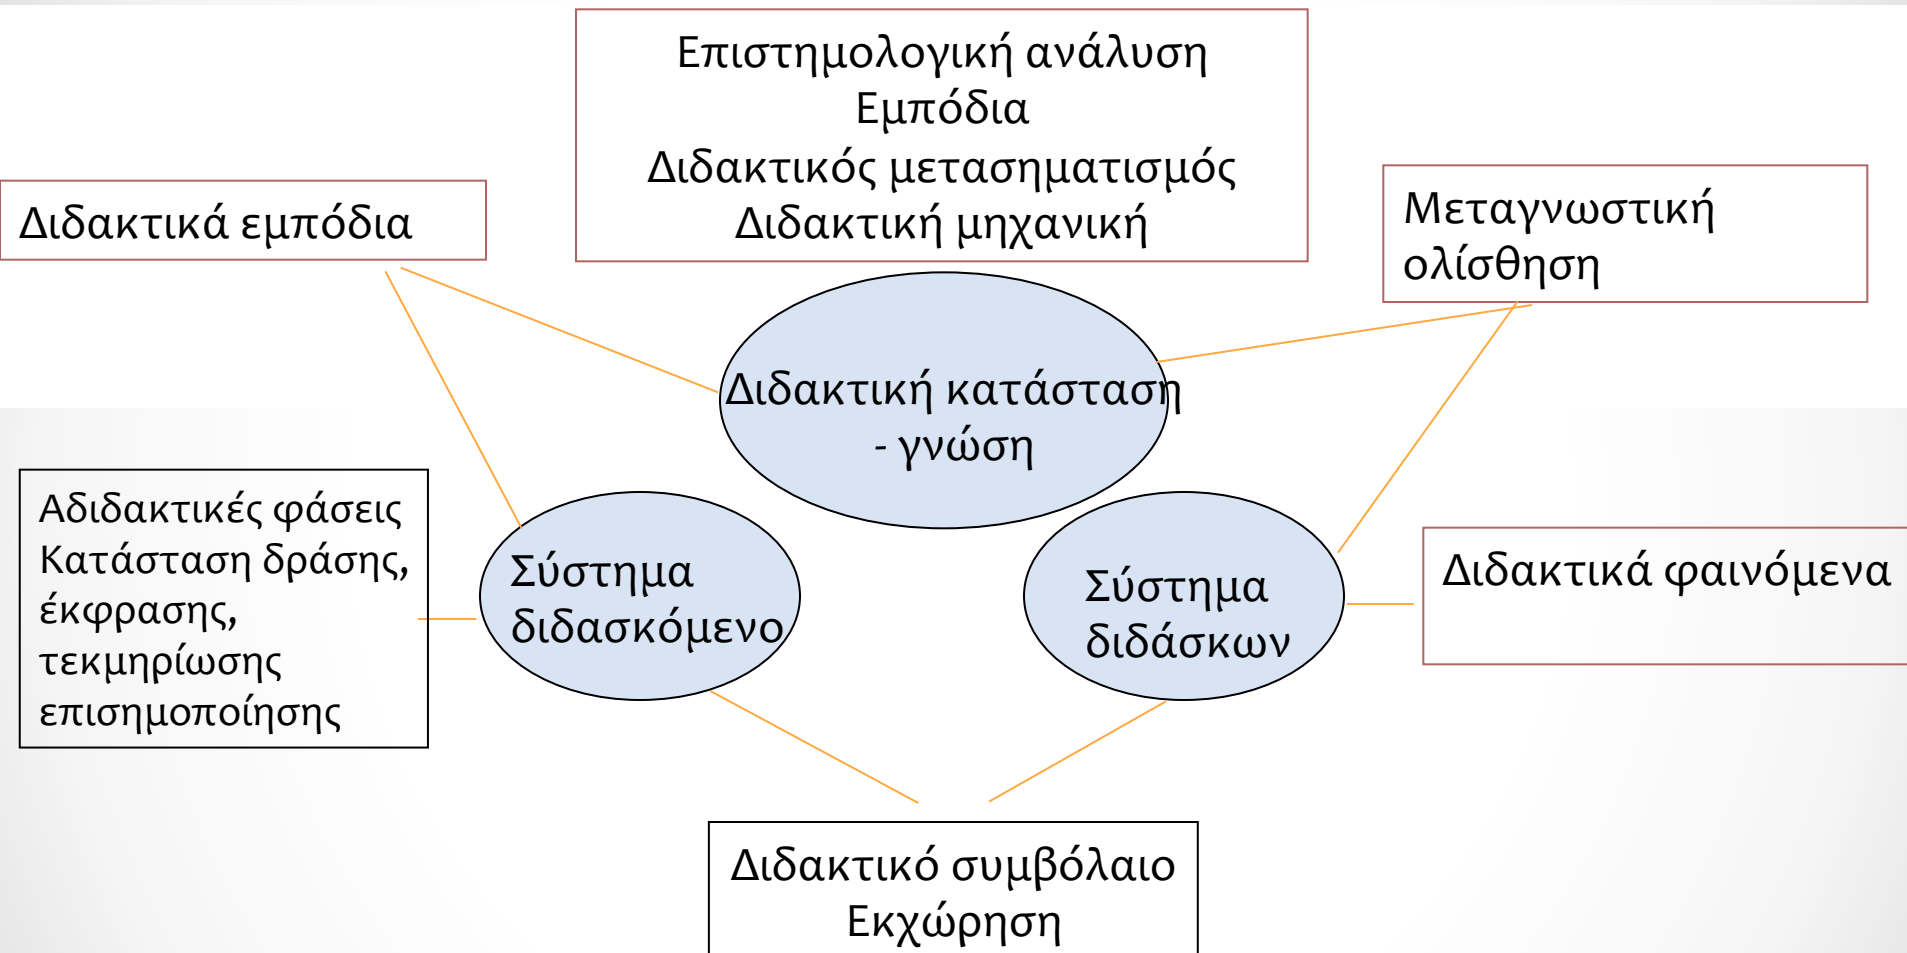 Επιστημολογική ανάλυση
Εμπόδια
Διδακτικός μετασηματισμός
Διδακτική μηχανική
Διδακτικά εμπόδια
Μεταγνωστική
ολίσθηση
Διδακτική κατάσταση
- γνώση
Αδιδακτικές φάσεις
Κατάσταση δράσης,
έκφρασης,
τεκμηρίωσης
επισημοποίησης
Σύστημα
διδασκόμενο
Σύστημα
διδάσκων
Διδακτικά φαινόμενα
Διδακτικό συμβόλαιο
Εκχώρηση